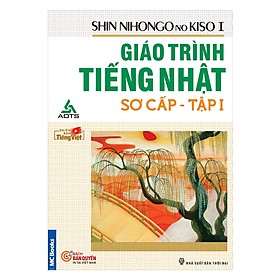 SHIN NIHONGO NO KISO I
GIÁO TRÌNH
TIẾNG NHẬT
SƠ CẤP - TẬP I
AOTS
Tiếng Việt
MCBooks
SÁCH
BẢN QUYỀN
NHÀ XUẤT BẢN THỜI ĐẠI